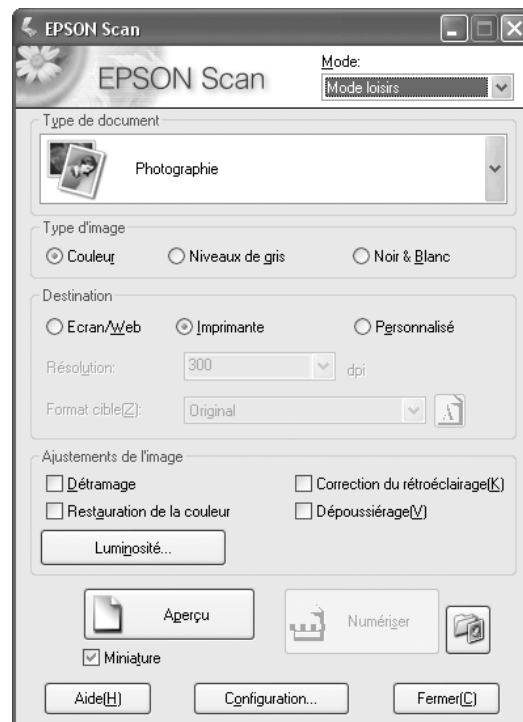 EPSON Scan
EPSON Scan
Mode:
Mode loisirs
Type de document
Photographie
Type d'image
Couleur Niveaux de gris Noir & Blanc
Destination
Ecran/Web Imprimante Personnalisé
Résolution: 300 dpi
Format cible(Z): Original
Ajustements de l'image
Détramage Correction du rétroéclairage(K)
Restauration de la couleur Dépoussiérage(V)
Luminosité...
Aperçu Numériser
Miniature
Aide(H) Configuration... Fermer(C)